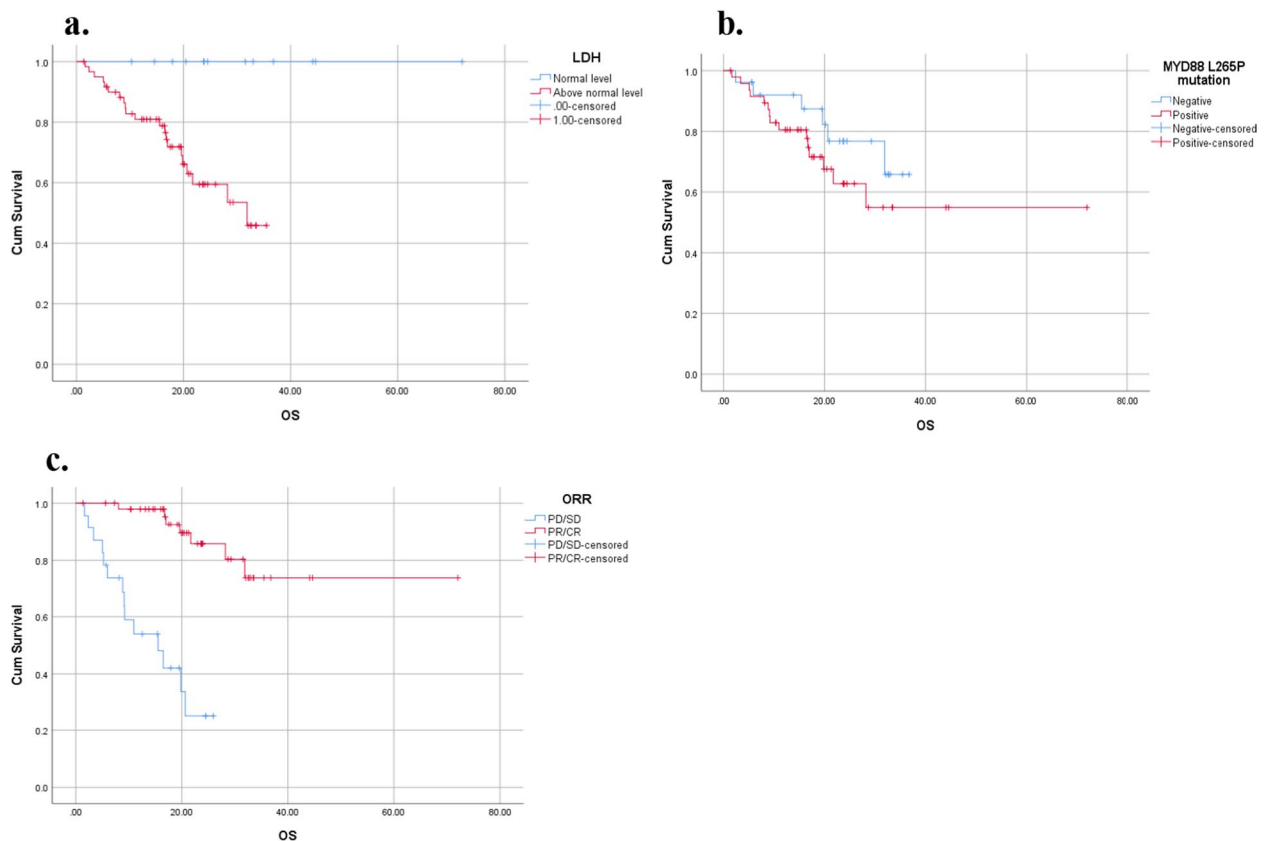 a.
LDH
Normal level
Above normal level
.00-censored
1.00-censored
Cum Survival
1.0
0.8
0.6
0.4
0.2
0.0
.00
20.00
40.00
60.00
80.00
OS
b.
MYD88 L265P
mutation
Negative
Positive
Negative-censored
Positive-censored
Cum Survival
1.0
0.8
0.6
0.4
0.2
0.0
.00
20.00
40.00
60.00
80.00
OS
c.
ORR
PD/SD
PR/CR
PD/SD-censored
PR/CR-censored
Cum Survival
1.0
0.8
0.6
0.4
0.2
0.0
.00
20.00
40.00
60.00
80.00
OS